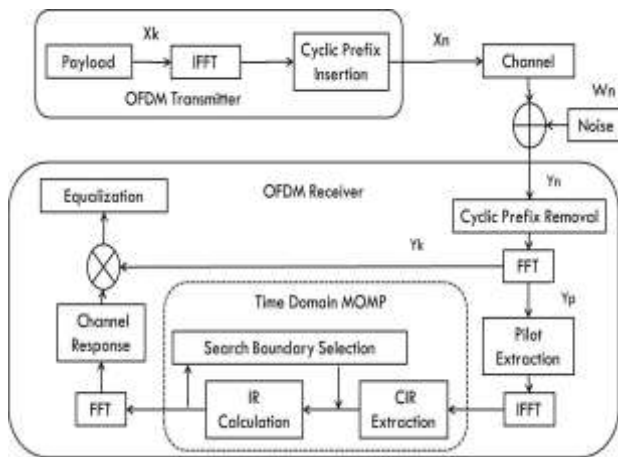 Xk
Xn
Payload
IFFT
Cyclic Prefix
Insertion
Channel
OFDM Transmitter
Wn
Noise
Yn
OFDM Receiver
Equalization
Cyclic Prefix Removal
Yk
FFT
Yp
Time Domain MOMP
Channel
Response
Search Boundary Selection
Pilot
Extraction
FFT
IR
Calculation
CIR
Extraction
IFFT